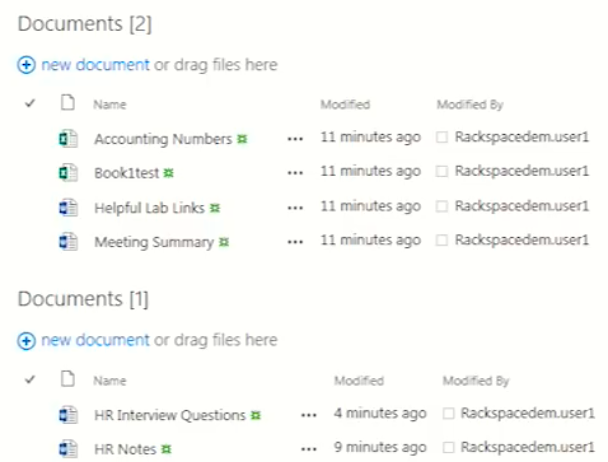 Documents [2]
new document or drag files here
Name Modified Modified By
Accounting Numbers ... 11 minutes ago Rackspacedem.user1
Book1test ... 11 minutes ago Rackspacedem.user1
Helpful Lab Links ... 11 minutes ago Rackspacedem.user1
Meeting Summary ... 11 minutes ago Rackspacedem.user1
Documents [1]
new document or drag files here
Name Modified Modified By
HR Interview Questions ... 4 minutes ago Rackspacedem.user1
HR Notes ... 9 minutes ago Rackspacedem.user1